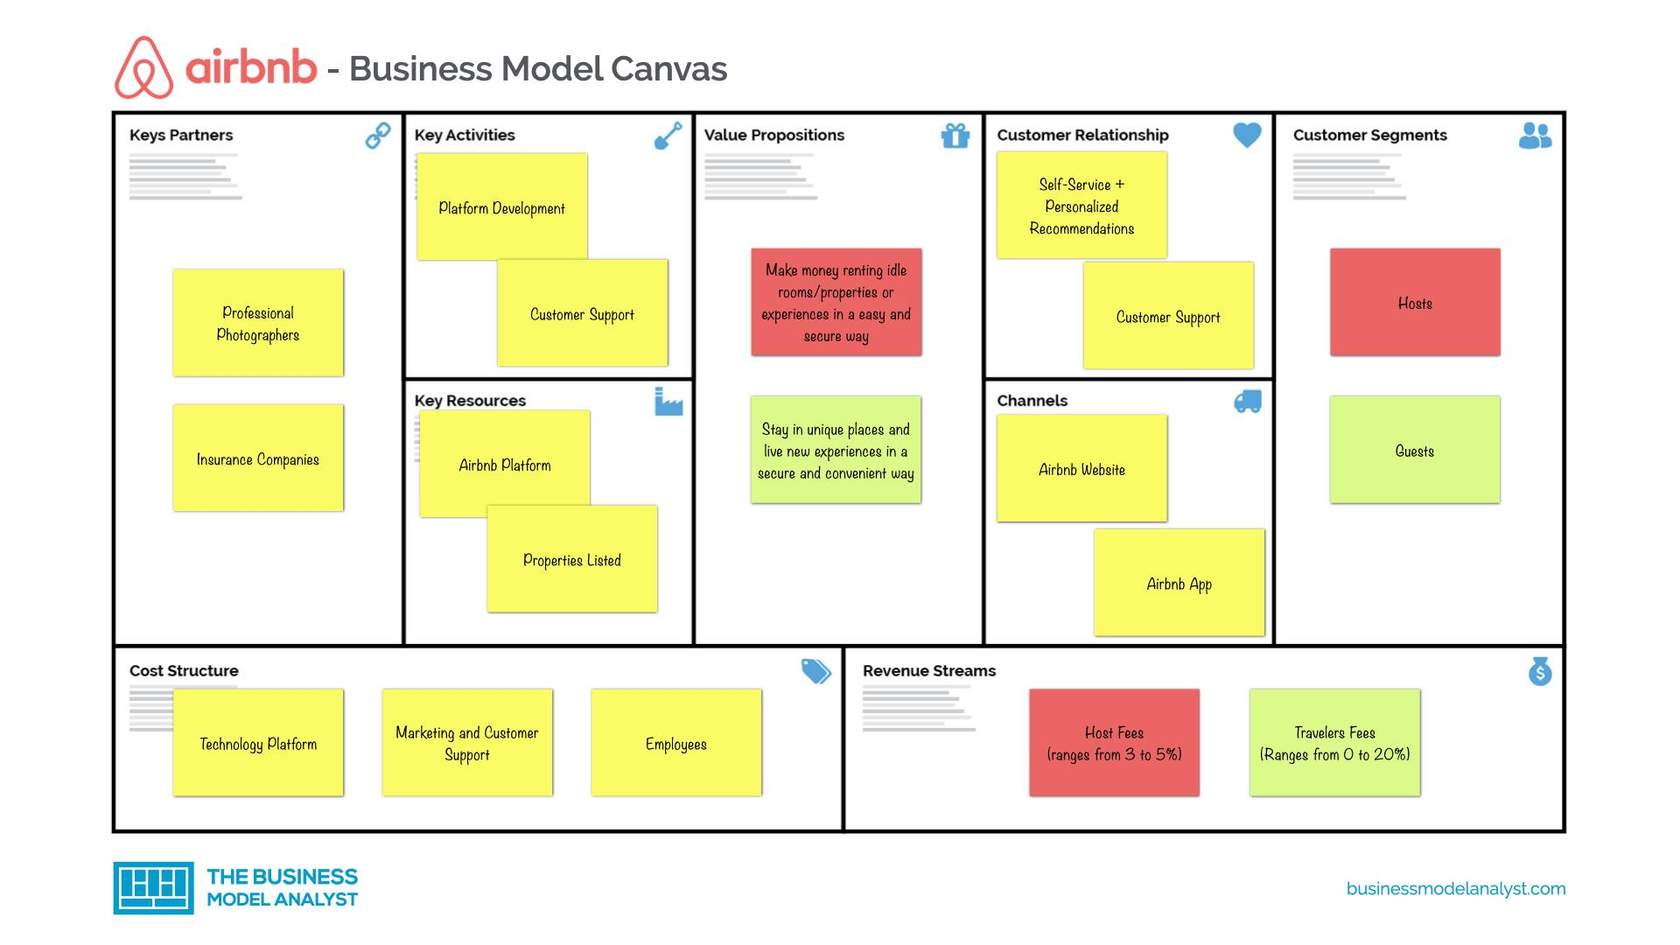 airbnb - Business Model Canvas
Keys Partners
Professional
Photographers
Insurance Companies
Key Activities
Platform Development
Customer Support
Key Resources
Airbnb Platform
Properties Listed
Value Propositions
Make money renting idle
rooms/properties or
experiences in a easy and
secure way
Stay in unique places and
live new experiences in a
secure and convenient way
Customer Relationship
Self-Service +
Personalized
Recommendations
Customer Support
Channels
Airbnb Website
Airbnb App
Customer Segments
Hosts
Guests
Cost Structure
Technology Platform
Marketing and Customer
Support
Employees
Revenue Streams
Host Fees
(ranges from 3 to 5%)
Travelers Fees
(Ranges from 0 to 20%)
THE BUSINESS
MODEL ANALYST
businessmodelanalyst.com